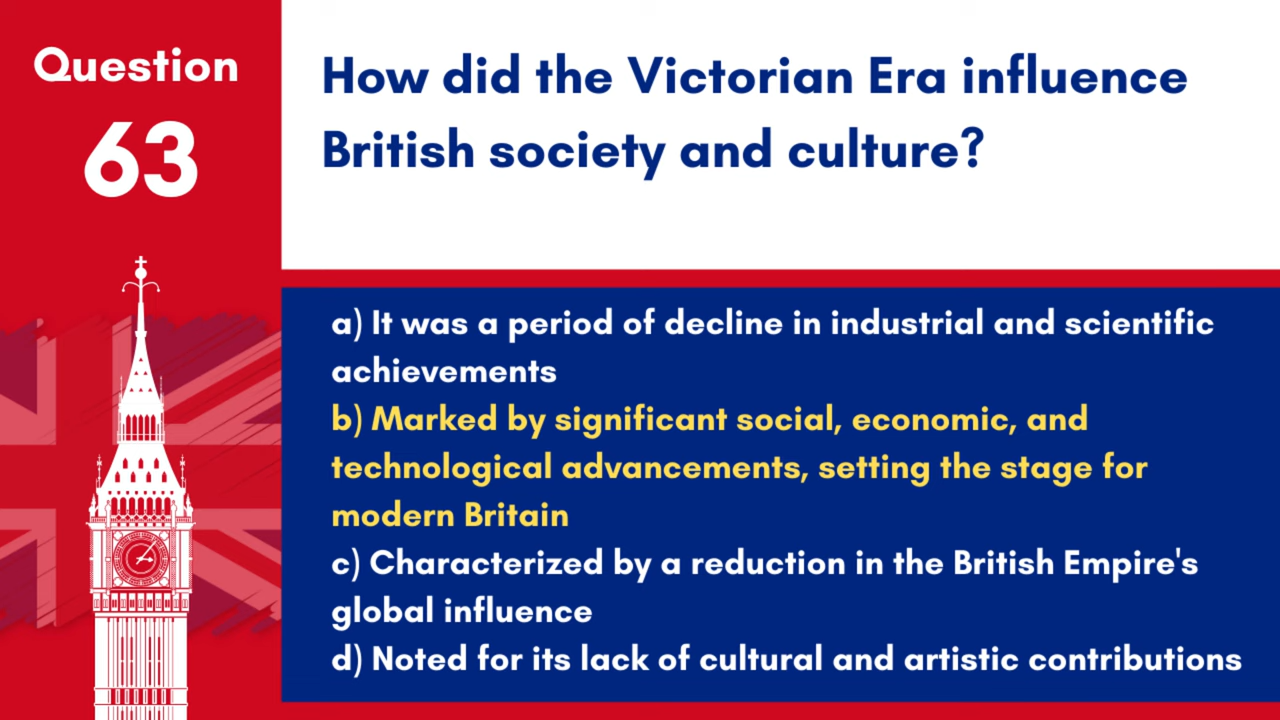 Question
63
How did the Victorian Era influence
British society and culture?
a) It was a period of decline in industrial and scientific
achievements
b) Marked by significant social, economic, and
technological advancements, setting the stage for
modern Britain
c) Characterized by a reduction in the British Empire's
global influence
d) Noted for its lack of cultural and artistic contributions